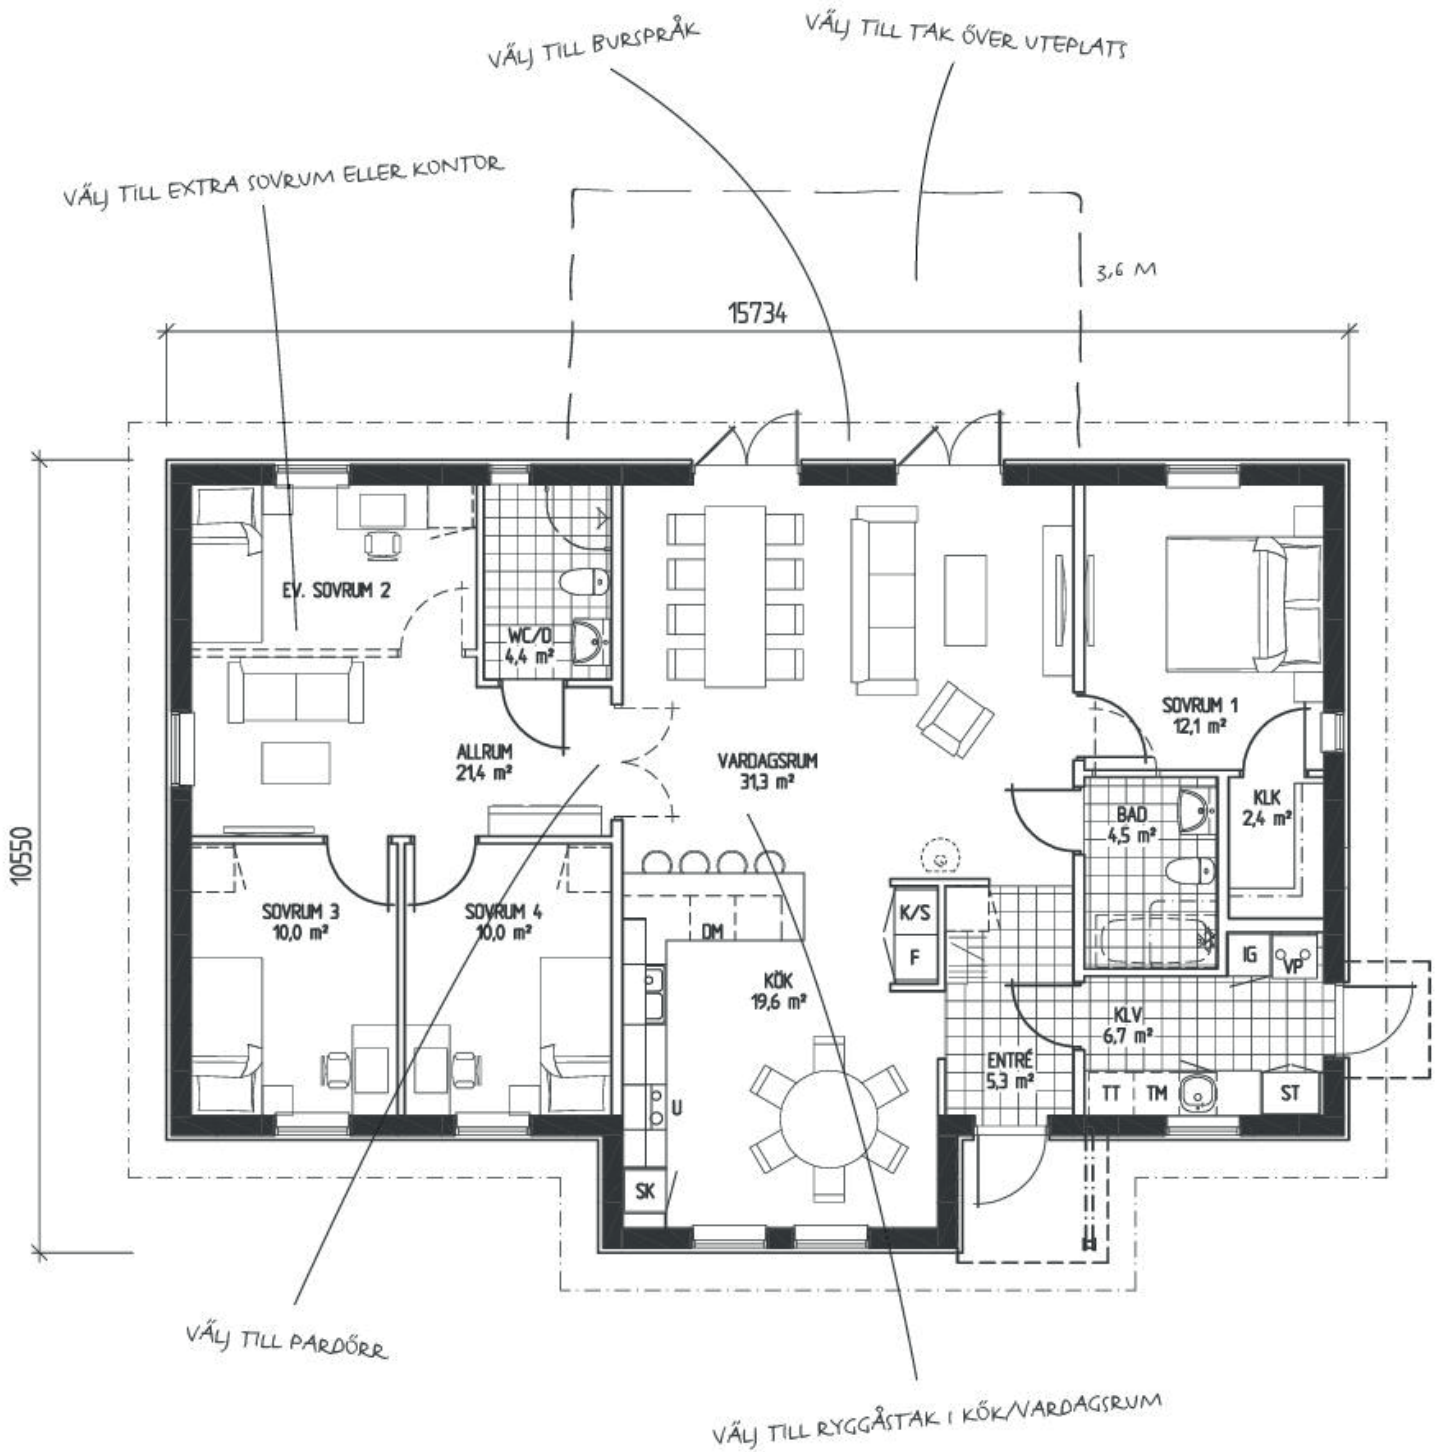 VÄLJ TILL BURSPRÅK
VÄLJ TILL TAK ÖVER UTEPLATS
VÄLJ TILL EXTRA SOVRUM ELLER KONTOR
3,6 M
15734
10550
EV. SOVRUM 2
WC/D
4,4 m²
SOVRUM 1
12,1 m²
ALLRUM
21,4 m²
VARDAGSRUM
31,3 m²
BAD
4,5 m²
KLK
2,4 m²
SOVRUM 3
10,0 m²
SOVRUM 4
10,0 m²
DM
K/S
F
IG
VP
KÖK
19,6 m²
KLV
6,7 m²
ENTRÉ
5,3 m²
U
TT
TM
ST
SK
VÄLJ TILL PARDÖRR
VÄLJ TILL RYGGÅSTAK I KÖK/VARDAGSRUM